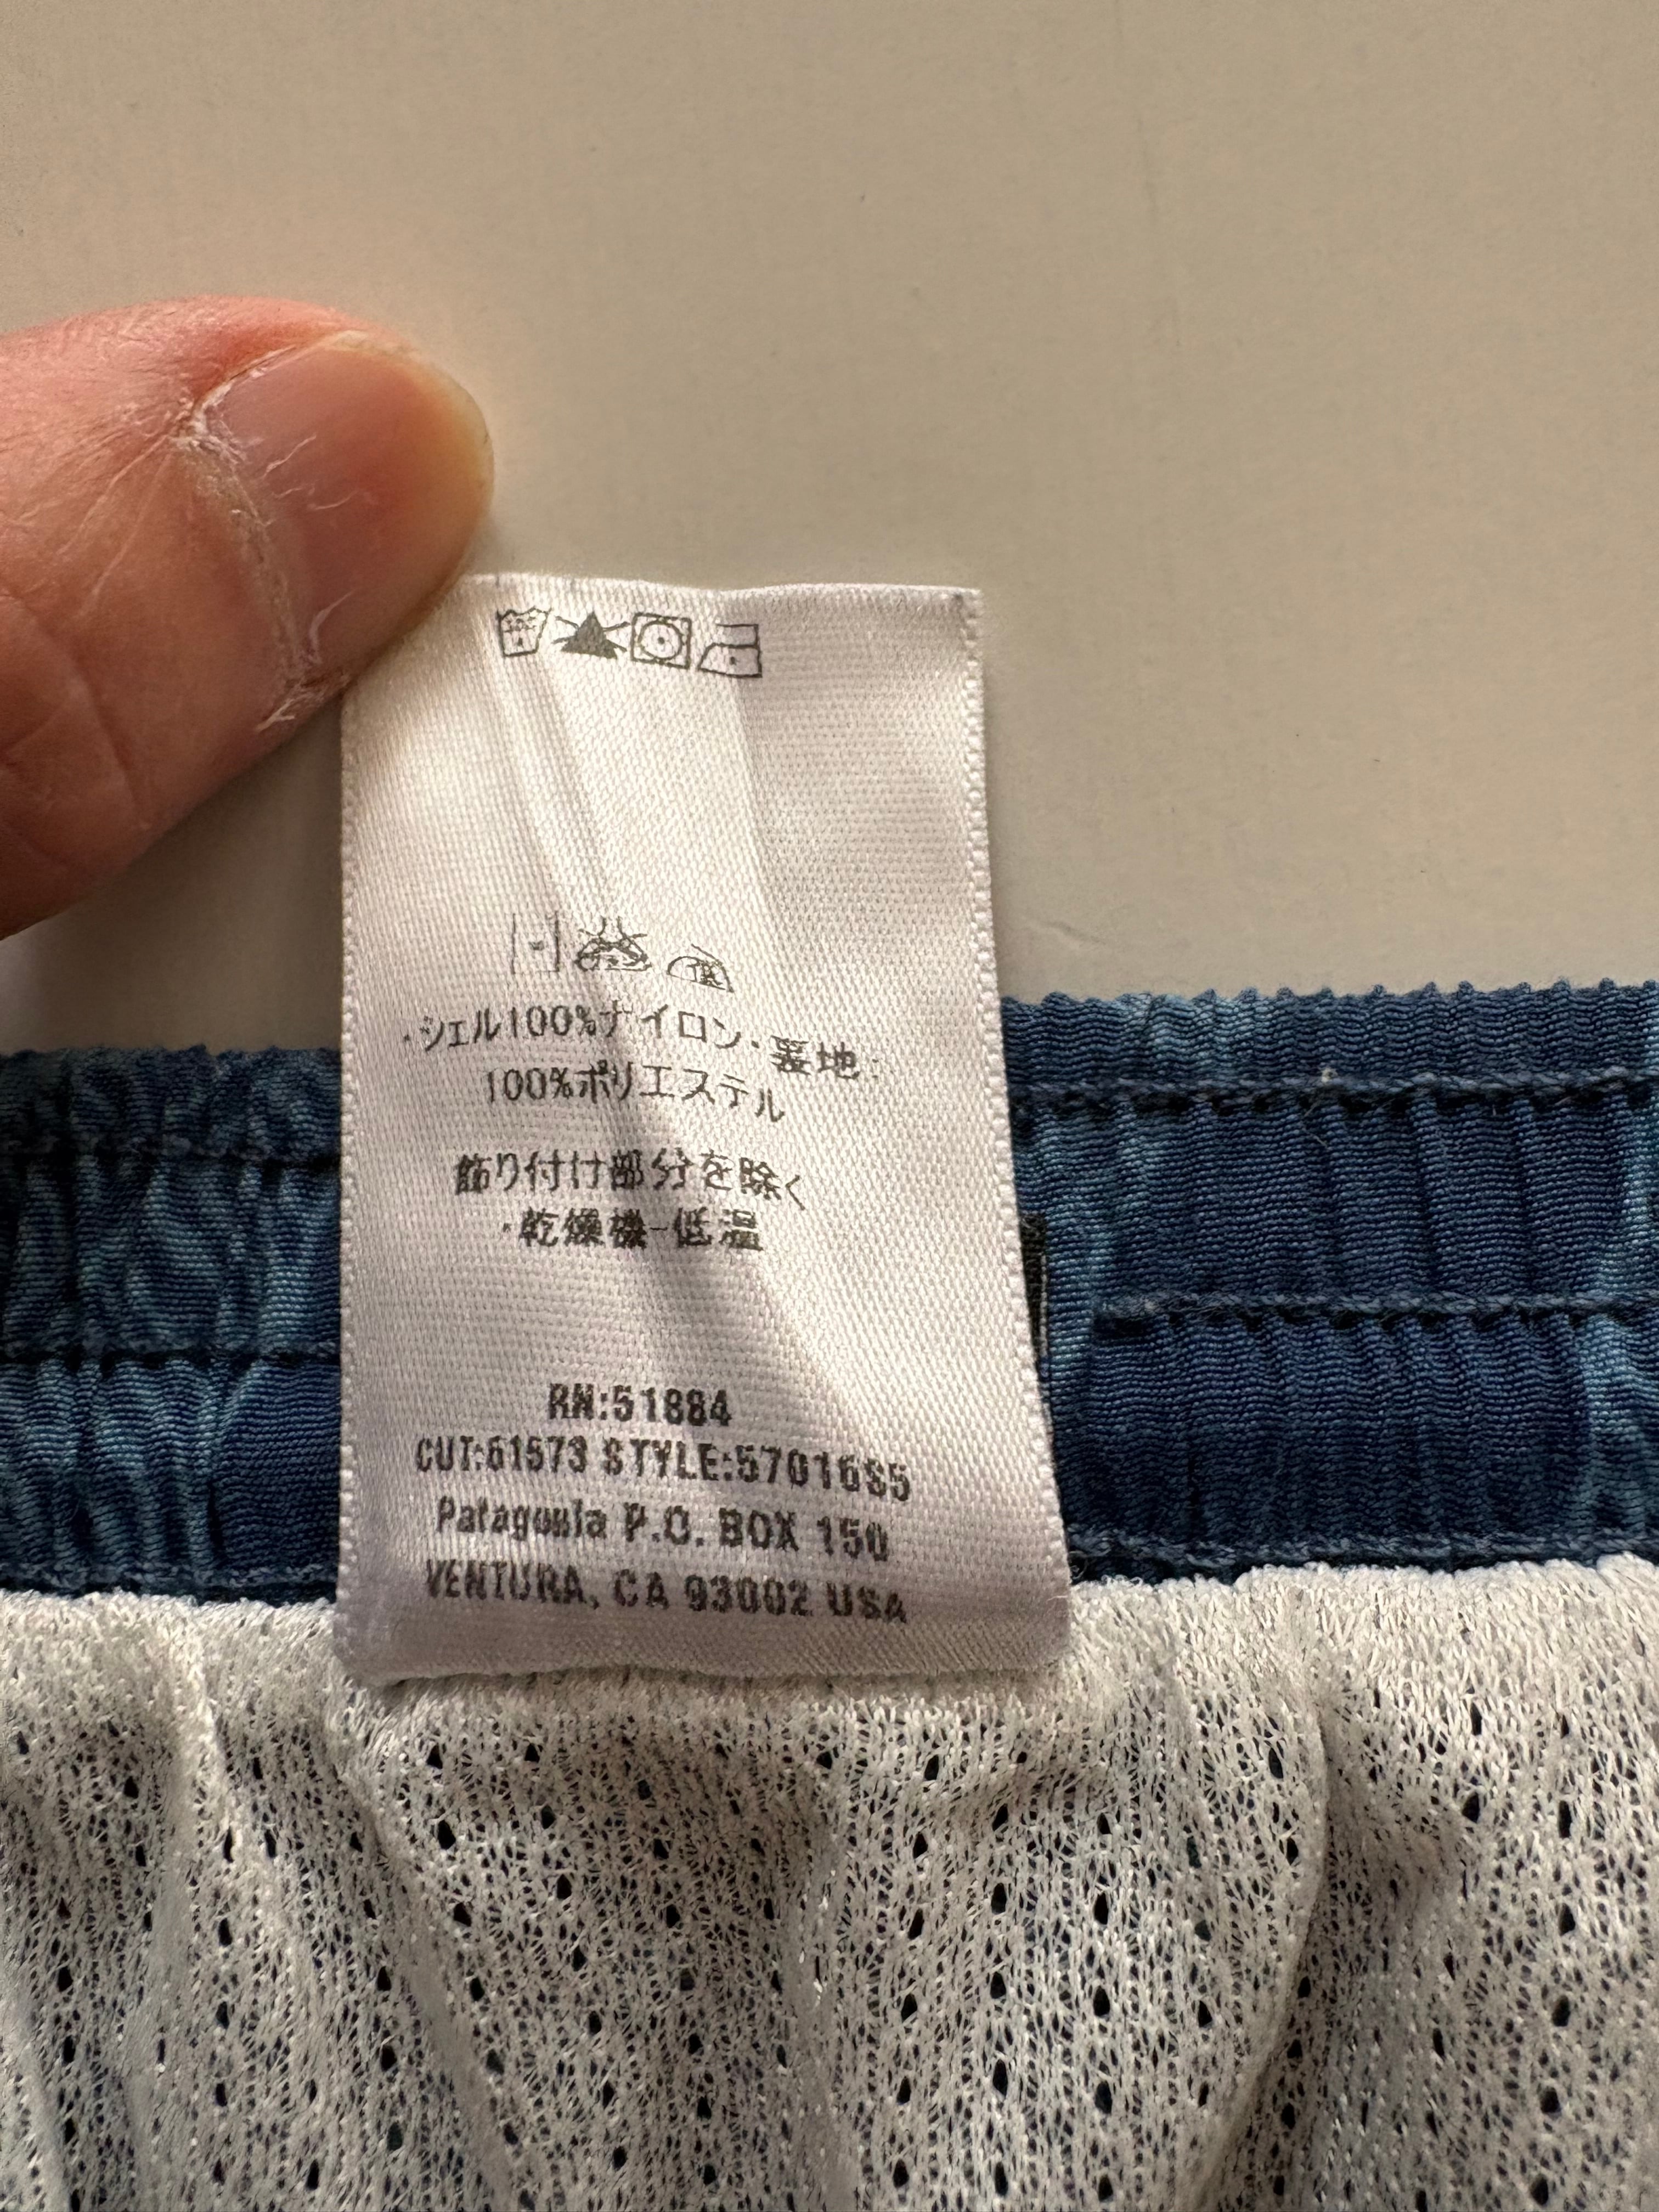 ・シェル100%ナイロン・裏地:
100%ポリエステル
飾り付け部分を除く
・乾燥機-低温
RN:51884
CUT:61573 STYLE:57016S5
Patagonia P.O. BOX 150
VENTURA, CA 93002 USA